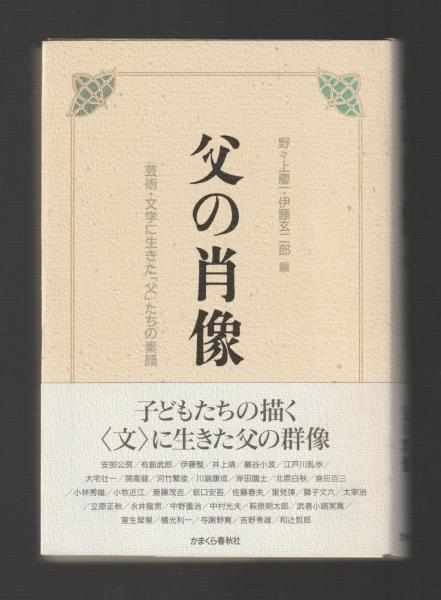 野々上慶一・伊藤玄二郎 編
父の肖像
芸術・文学に生きた「父」たちの素顔
子どもたちの描く
〈文〉に生きた父の群像
安部公房／有島武郎／伊藤整／井上靖／巖谷小波／江戸川乱歩／
大宅壮一／開高健／河竹繁俊／川端康成／岸田國士／北原白秋／倉田百三
／小林秀雄／小牧近江／斎藤茂吉／坂口安吾／佐藤春夫／里見弴／獅子文六／太宰治
／立原正秋／永井龍男／中野重治／中村光夫／萩原朔太郎／武者小路実篤／
室生犀星／横光利一／与謝野寛／吉野秀雄／和辻哲郎
かまくら春秋社